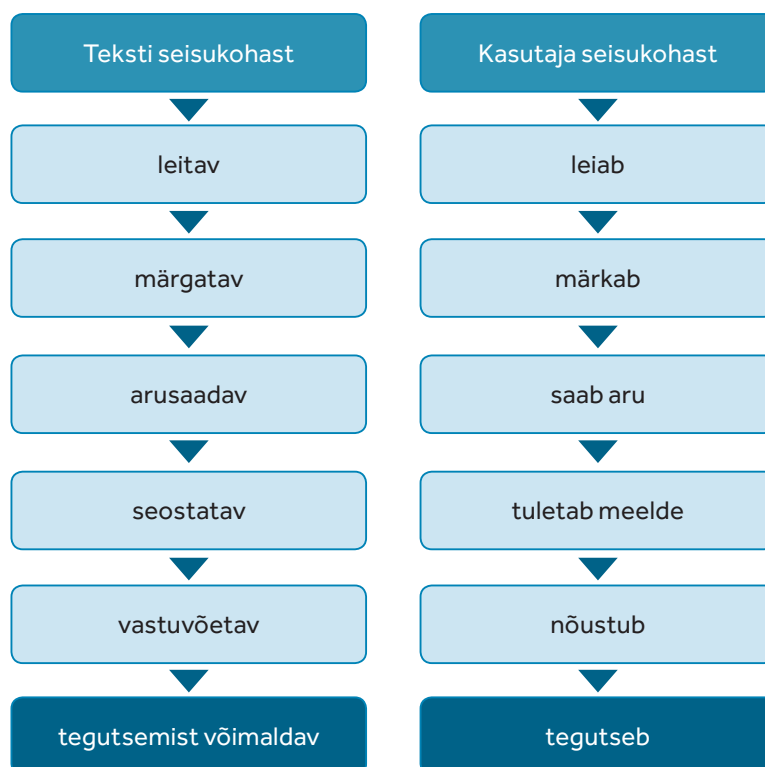 Teksti seisukohast
leitav
märgatav
arusaadav
seostatav
vastuvõetav
tegutsemist võimaldav
Kasutaja seisukohast
leiab
märkab
saab aru
tuletab meelde
nõustub
tegutseb